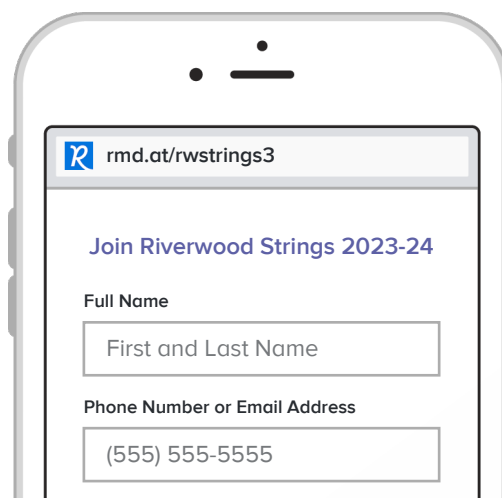 rmd.at/rwstrings3
Join Riverwood Strings 2023-24
Full Name
First and Last Name
Phone Number or Email Address
(555) 555-5555